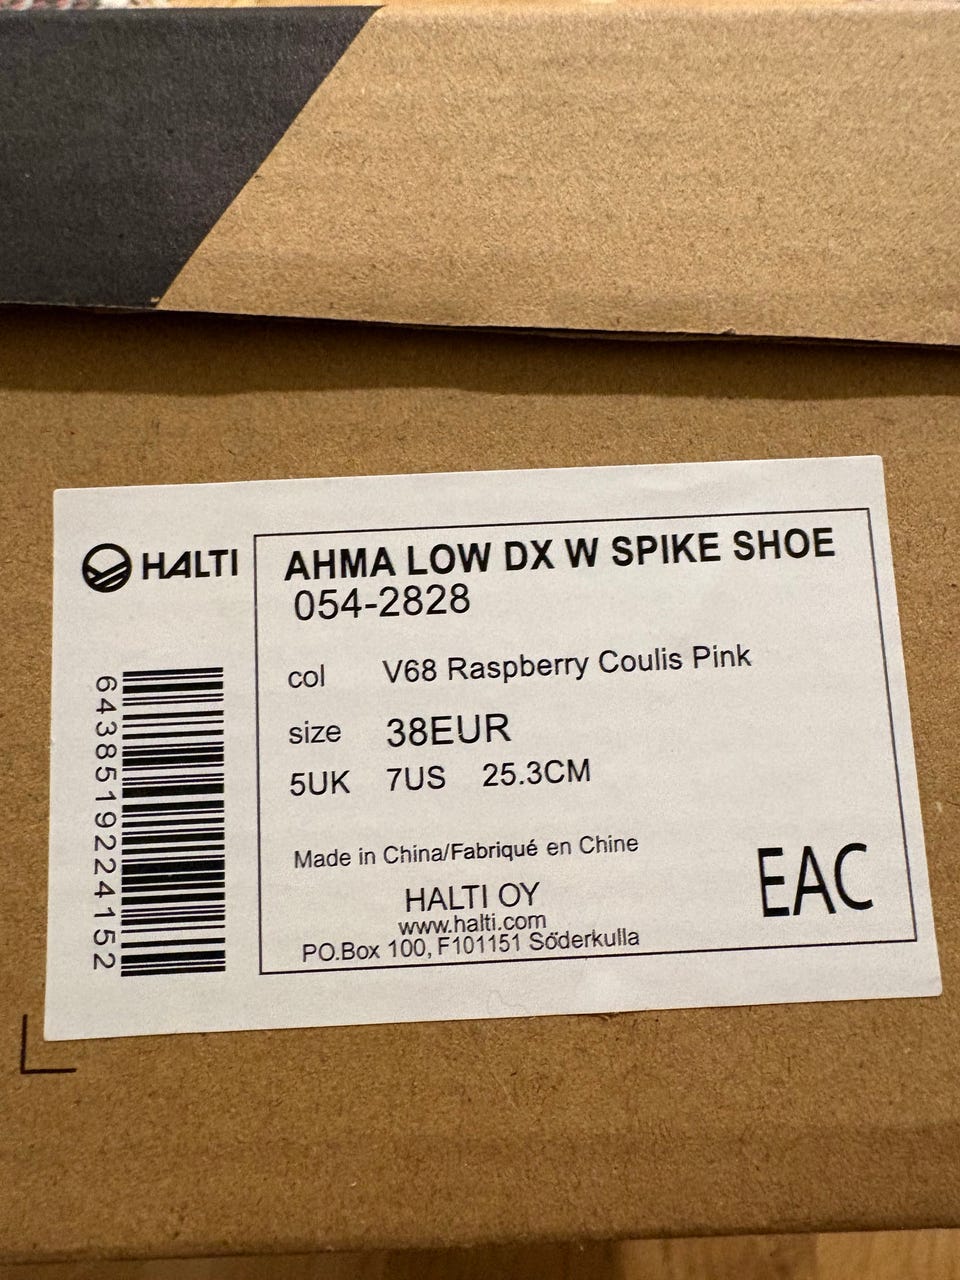 HALTI
AHMA LOW DX W SPIKE SHOE
054-2828
col V68 Raspberry Coulis Pink
size 38EUR
5UK 7US 25.3CM
Made in China/Fabriqué en Chine
HALTI OY
www.halti.com
PO.Box 100, F101151 Söderkulla
EAC
6438519224152